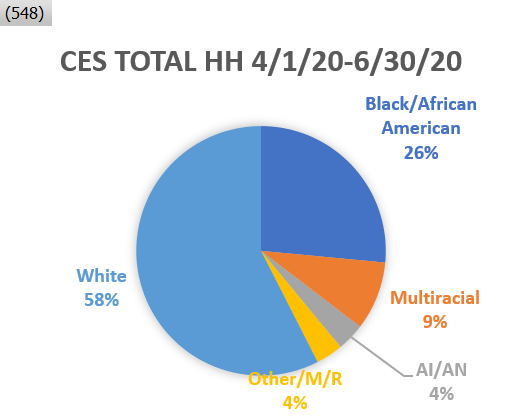 (548)
CES TOTAL HH 4/1/20-6/30/20
Black/African
American
26%
White
58%
Multiracial
9%
AI/AN
4%
Other/M/R
4%